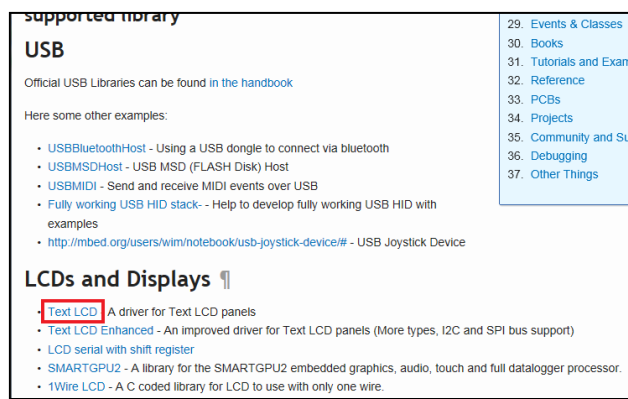 supported library
USB
Official USB Libraries can be found in the handbook
Here some other examples:
• USBBluetoothHost - Using a USB dongle to connect via bluetooth
• USBMSDHost - USB MSD (FLASH Disk) Host
• USBMIDI - Send and receive MIDI events over USB
• Fully working USB HID stack- - Help to develop fully working USB HID with
examples
• http://mbed.org/users/wim/notebook/usb-joystick-device/# - USB Joystick Device
LCDs and Displays ¶
• Text LCD - A driver for Text LCD panels
• Text LCD Enhanced - An improved driver for Text LCD panels (More types, I2C and SPI bus support)
• LCD serial with shift register
• SMARTGPU2 - A library for the SMARTGPU2 embedded graphics, audio, touch and full datalogger processor.
• 1Wire LCD - A C coded library for LCD to use with only one wire.
29. Events & Classes
30. Books
31. Tutorials and Exam
32. Reference
33. PCBs
34. Projects
35. Community and Su
36. Debugging
37. Other Things